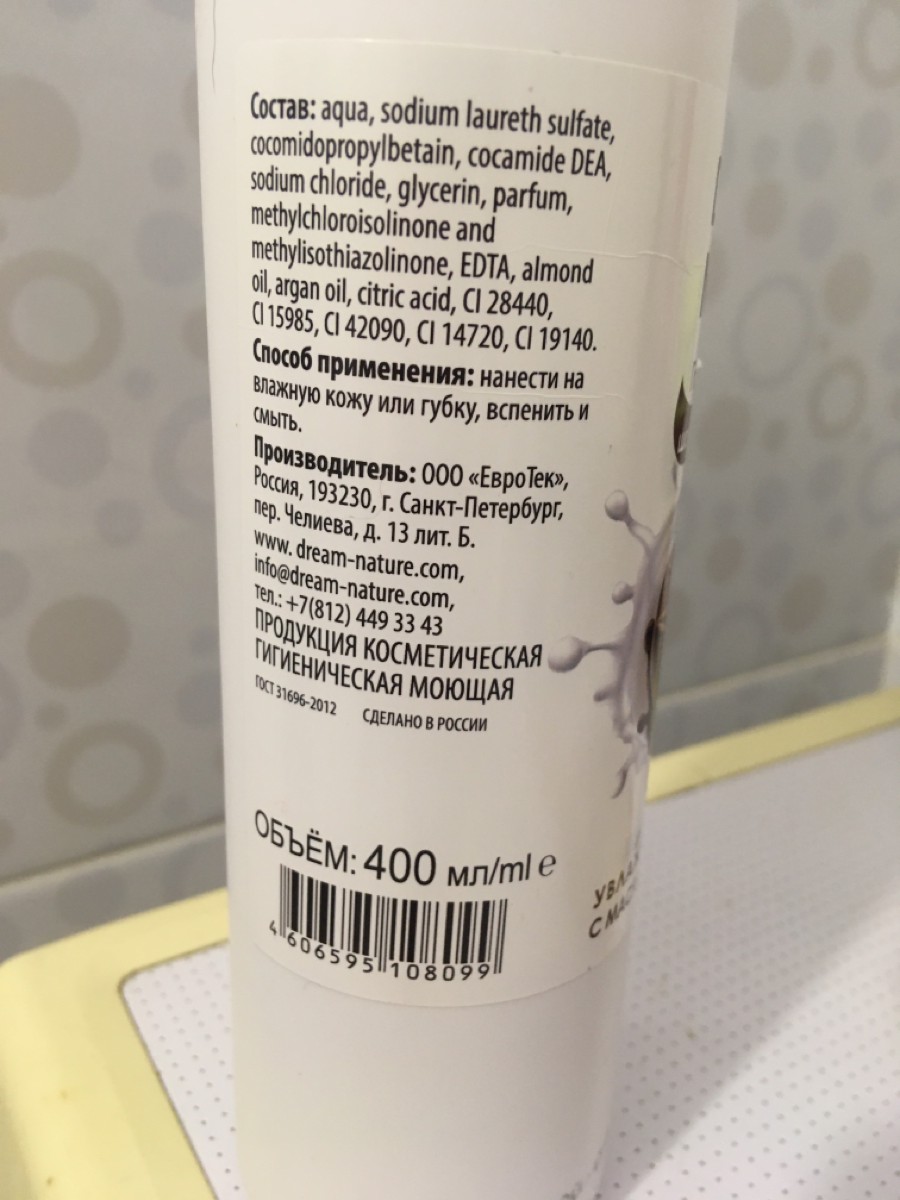 Состав: aqua, sodium laureth sulfate,
cocomidopropylbetain, cocamide DEA,
sodium chloride, glycerin, parfum,
methylchloroisolinone and
methylisothiazolinone, EDTA, almond
oil, argan oil, citric acid, CI 28440,
CI 15985, CI 42090, CI 14720, CI 19140.
Способ применения: нанести на
влажную кожу или губку, вспенить и
смыть.
Производитель: ООО «ЕвроТек»,
Россия, 193230, г. Санкт-Петербург,
пер. Челиева, д. 13 лит. Б.
www. dream-nature.com,
info@dream-nature.com,
тел.: +7(812) 449 33 43
ПРОДУКЦИЯ КОСМЕТИЧЕСКАЯ
ГИГИЕНИЧЕСКАЯ МОЮЩАЯ
ГОСТ 31696-2012 СДЕЛАНО В РОССИИ
ОБЪЁМ: 400 мл/ml e
4 606595 108099